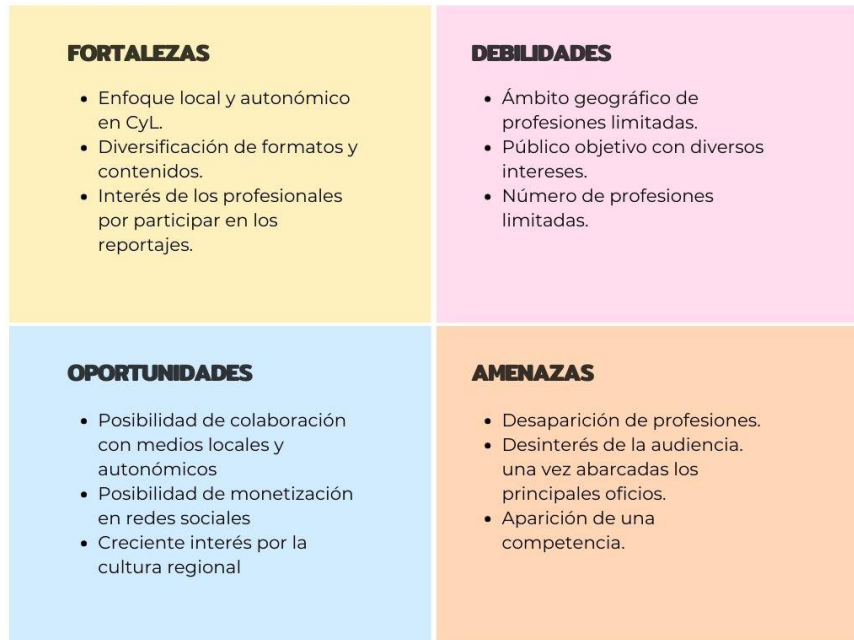 FORTALEZAS
• Enfoque local y autonómico
en CyL.
• Diversificación de formatos y
contenidos.
• Interés de los profesionales
por participar en los
reportajes.
DEBILIDADES
• Ámbito geográfico de
profesiones limitadas.
• Público objetivo con diversos
intereses.
• Número de profesiones
limitadas.
OPORTUNIDADES
• Posibilidad de colaboración
con medios locales y
autonómicos
• Posibilidad de monetización
en redes sociales
• Creciente interés por la
cultura regional
AMENAZAS
• Desaparición de profesiones.
• Desinterés de la audiencia.
una vez abarcadas los
principales oficios.
• Aparición de una
competencia.